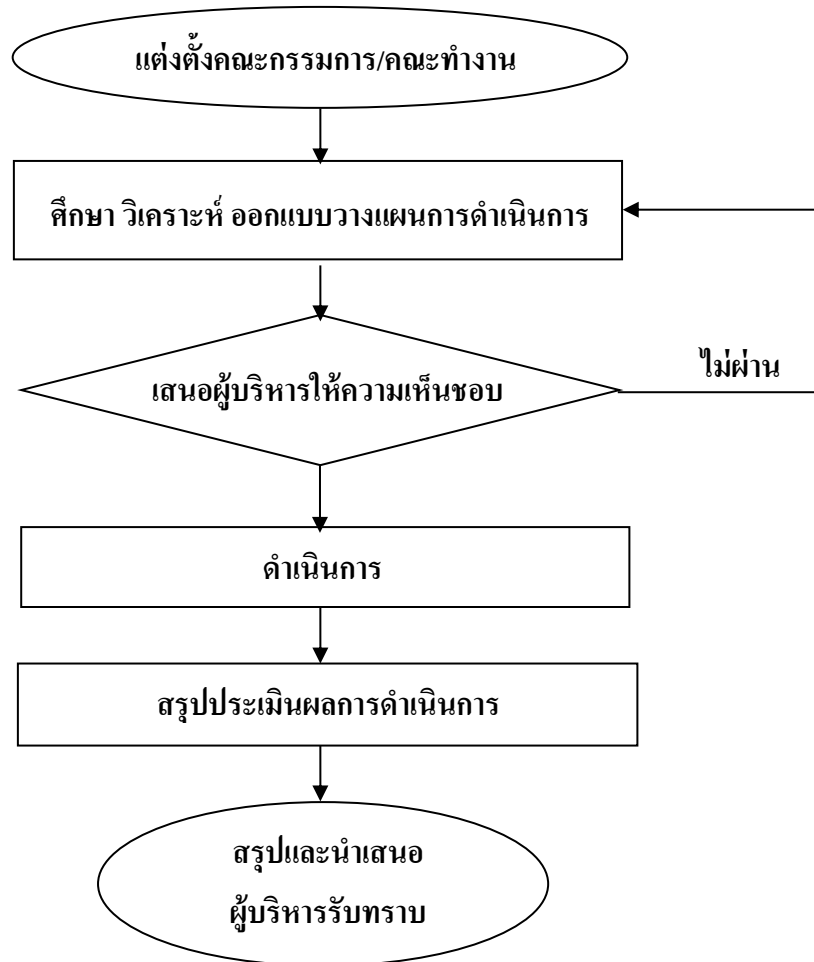 แต่งตั้งคณะกรรมการ/คณะทำงาน
ศึกษา วิเคราะห์ ออกแบบวางแผนการดำเนินการ
เสนอผู้บริหารให้ความเห็นชอบ
ไม่ผ่าน
ดำเนินการ
สรุปประเมินผลการดำเนินการ
สรุปและนำเสนอ
ผู้บริหารรับทราบ